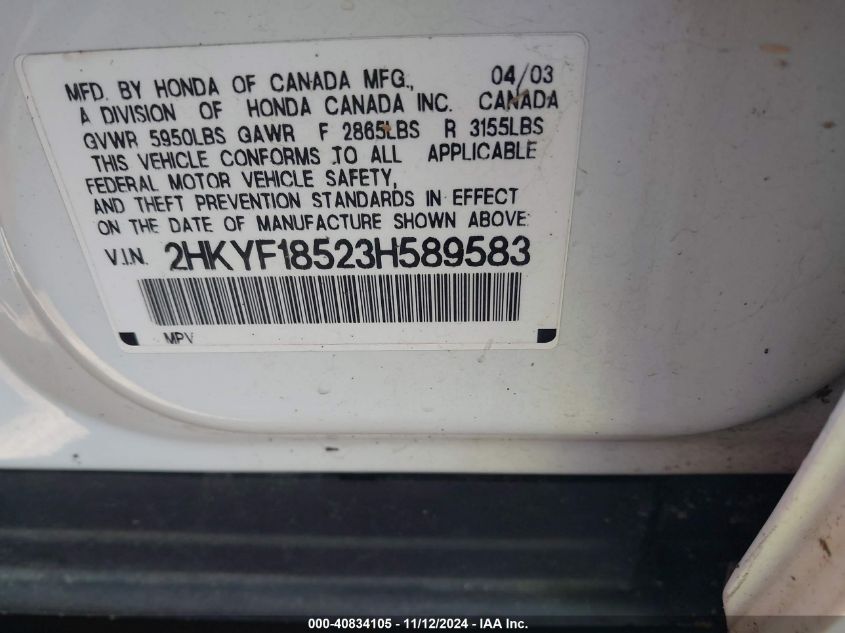 MFD. BY HONDA OF CANADA MFG., 04/03
A DIVISION OF HONDA CANADA INC. CANADA
GVWR 5950LBS GAWR F 2865LBS R 3155LBS
THIS VEHICLE CONFORMS TO ALL APPLICABLE
FEDERAL MOTOR VEHICLE SAFETY,
AND THEFT PREVENTION STANDARDS IN EFFECT
ON THE DATE OF MANUFACTURE SHOWN ABOVE.
V.I.N. 2HKYF18523H589583
MPV
000-40834105 - 11/12/2024 - IAA Inc.